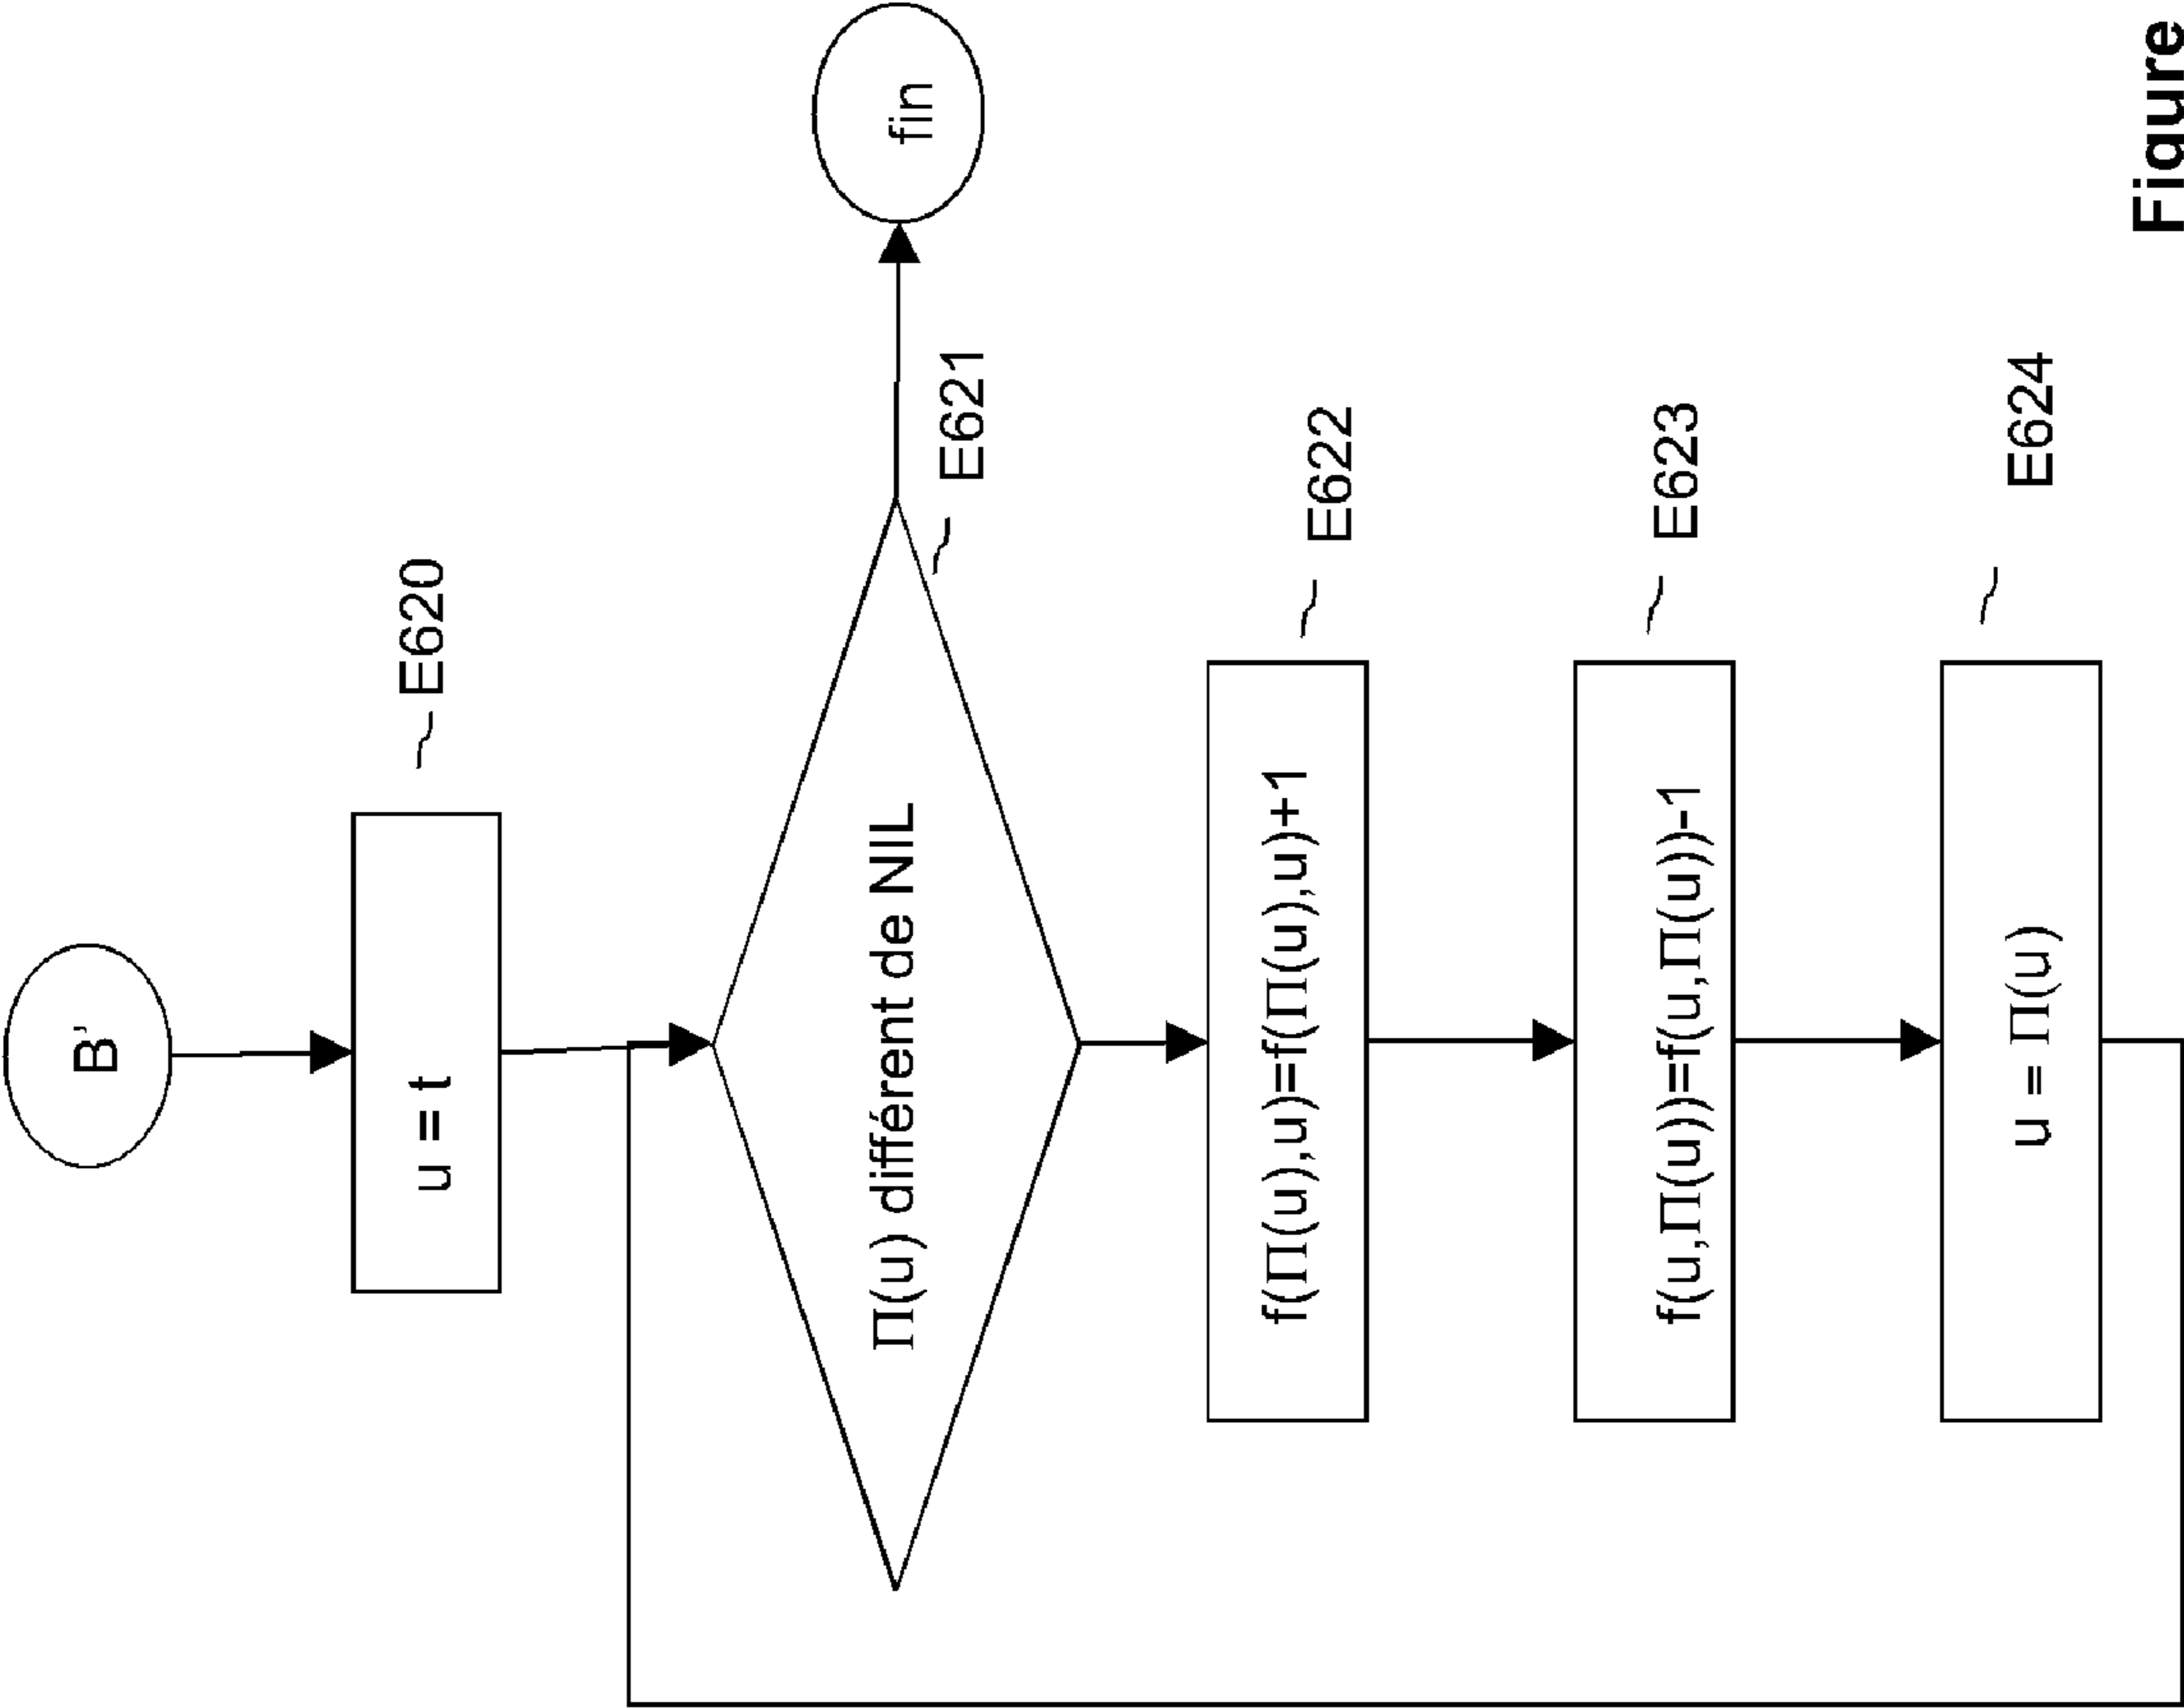 B'
u = t
E620
Π(u) différent de NIL
E621
fin
f(Π(u),u)=f(Π(u),u)+1
E622
f(u,Π(u))=f(u,Π(u))-1
E623
u = Π(u)
E624
Figure